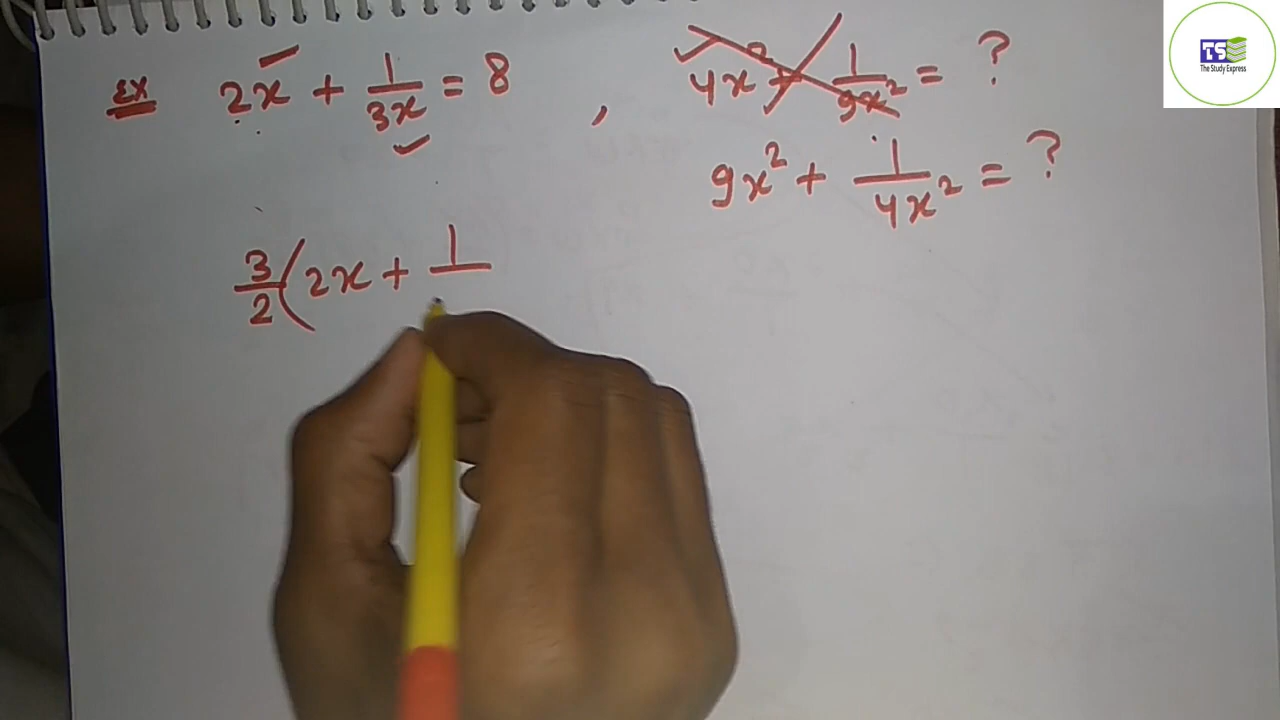 Ex 2x + 1/3x = 8 , 4x² + 1/9x² = ?
9x² + 1/4x² = ?
3/2 (2x + 1/
TS
The Study Express